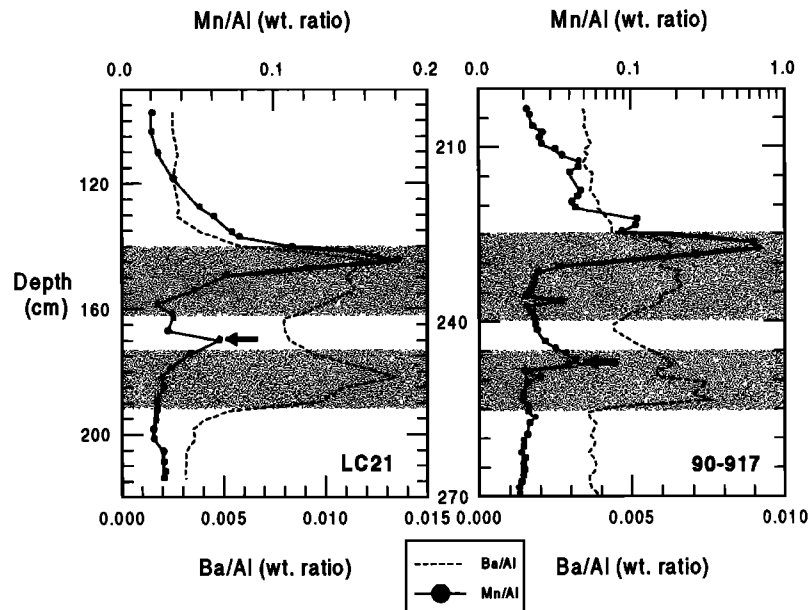 Mn/Al (wt. ratio) Mn/Al (wt. ratio)
0.0 0.1 0.2 0.0 0.1 1.0
210
120
Depth
(cm)
160
240
200
LC21 90-917
270
0.000 0.005 0.010 0.015 0.000 0.005 0.010
Ba/Al (wt. ratio) Ba/Al (wt. ratio)
Ba/Al
Mn/Al